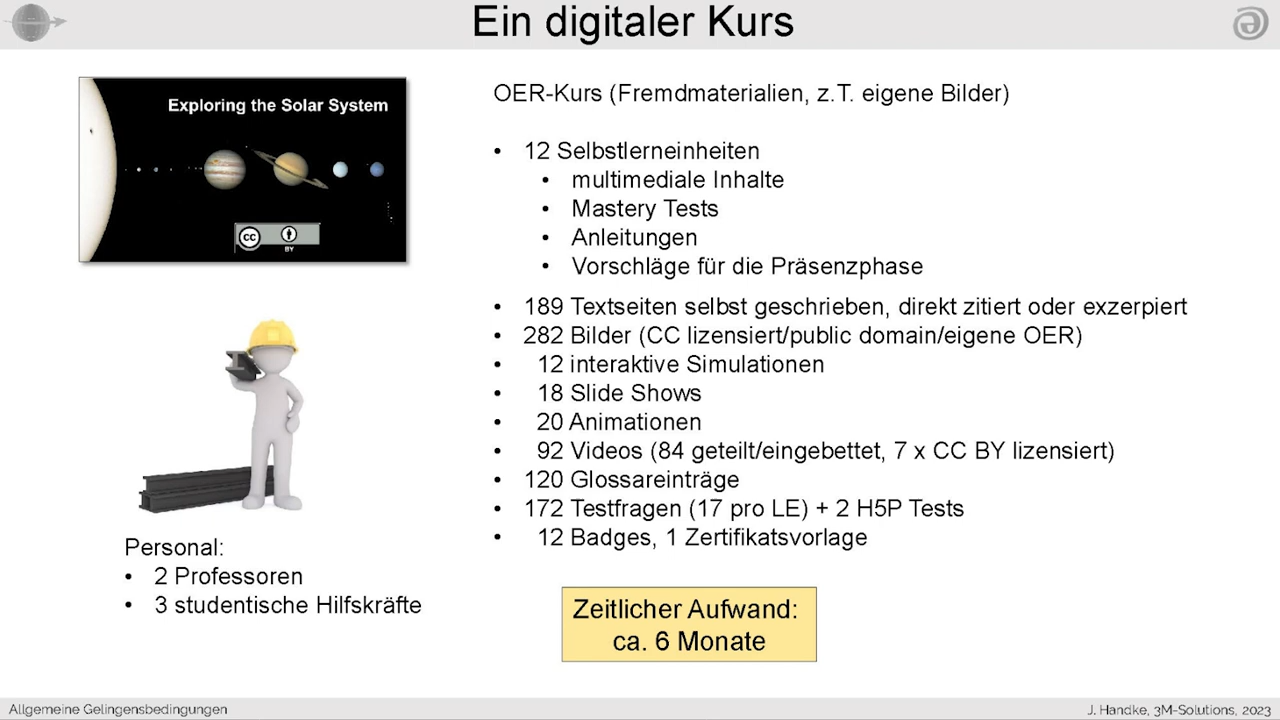 Ein digitaler Kurs
Exploring the Solar System
CC
BY
OER-Kurs (Fremdmaterialien, z.T. eigene Bilder)
• 12 Selbstlerneinheiten
• multimediale Inhalte
• Mastery Tests
• Anleitungen
• Vorschläge für die Präsenzphase
• 189 Textseiten selbst geschrieben, direkt zitiert oder exzerpiert
• 282 Bilder (CC lizensiert/public domain/eigene OER)
• 12 interaktive Simulationen
• 18 Slide Shows
• 20 Animationen
• 92 Videos (84 geteilt/eingebettet, 7 x CC BY lizensiert)
• 120 Glossareinträge
• 172 Testfragen (17 pro LE) + 2 H5P Tests
• 12 Badges, 1 Zertifikatsvorlage
Personal:
• 2 Professoren
• 3 studentische Hilfskräfte
Zeitlicher Aufwand:
ca. 6 Monate
Allgemeine Gelingensbedingungen
J. Handke, 3M-Solutions, 2023